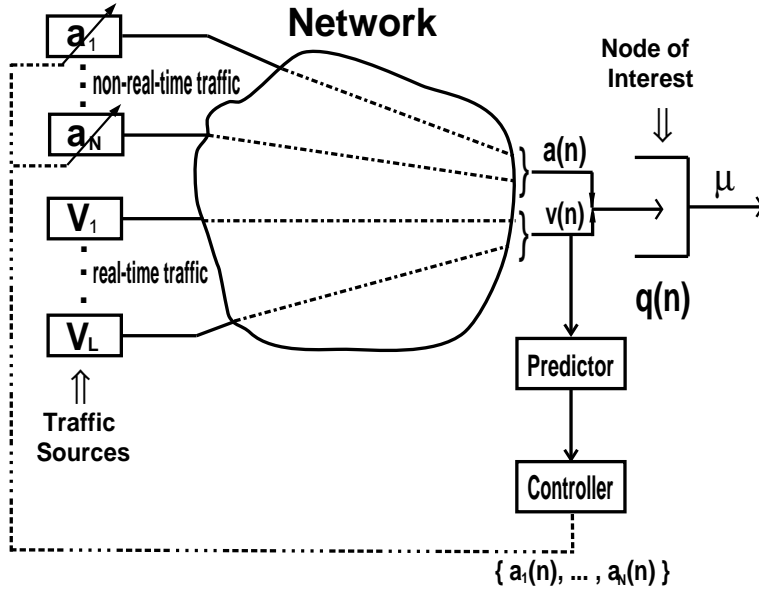 Network
a1
non-real-time traffic
aN
V1
real-time traffic
VL
Traffic
Sources
a(n)
v(n)
Node of
Interest
μ
q(n)
Predictor
Controller
{ a1(n), ... , aN(n) }